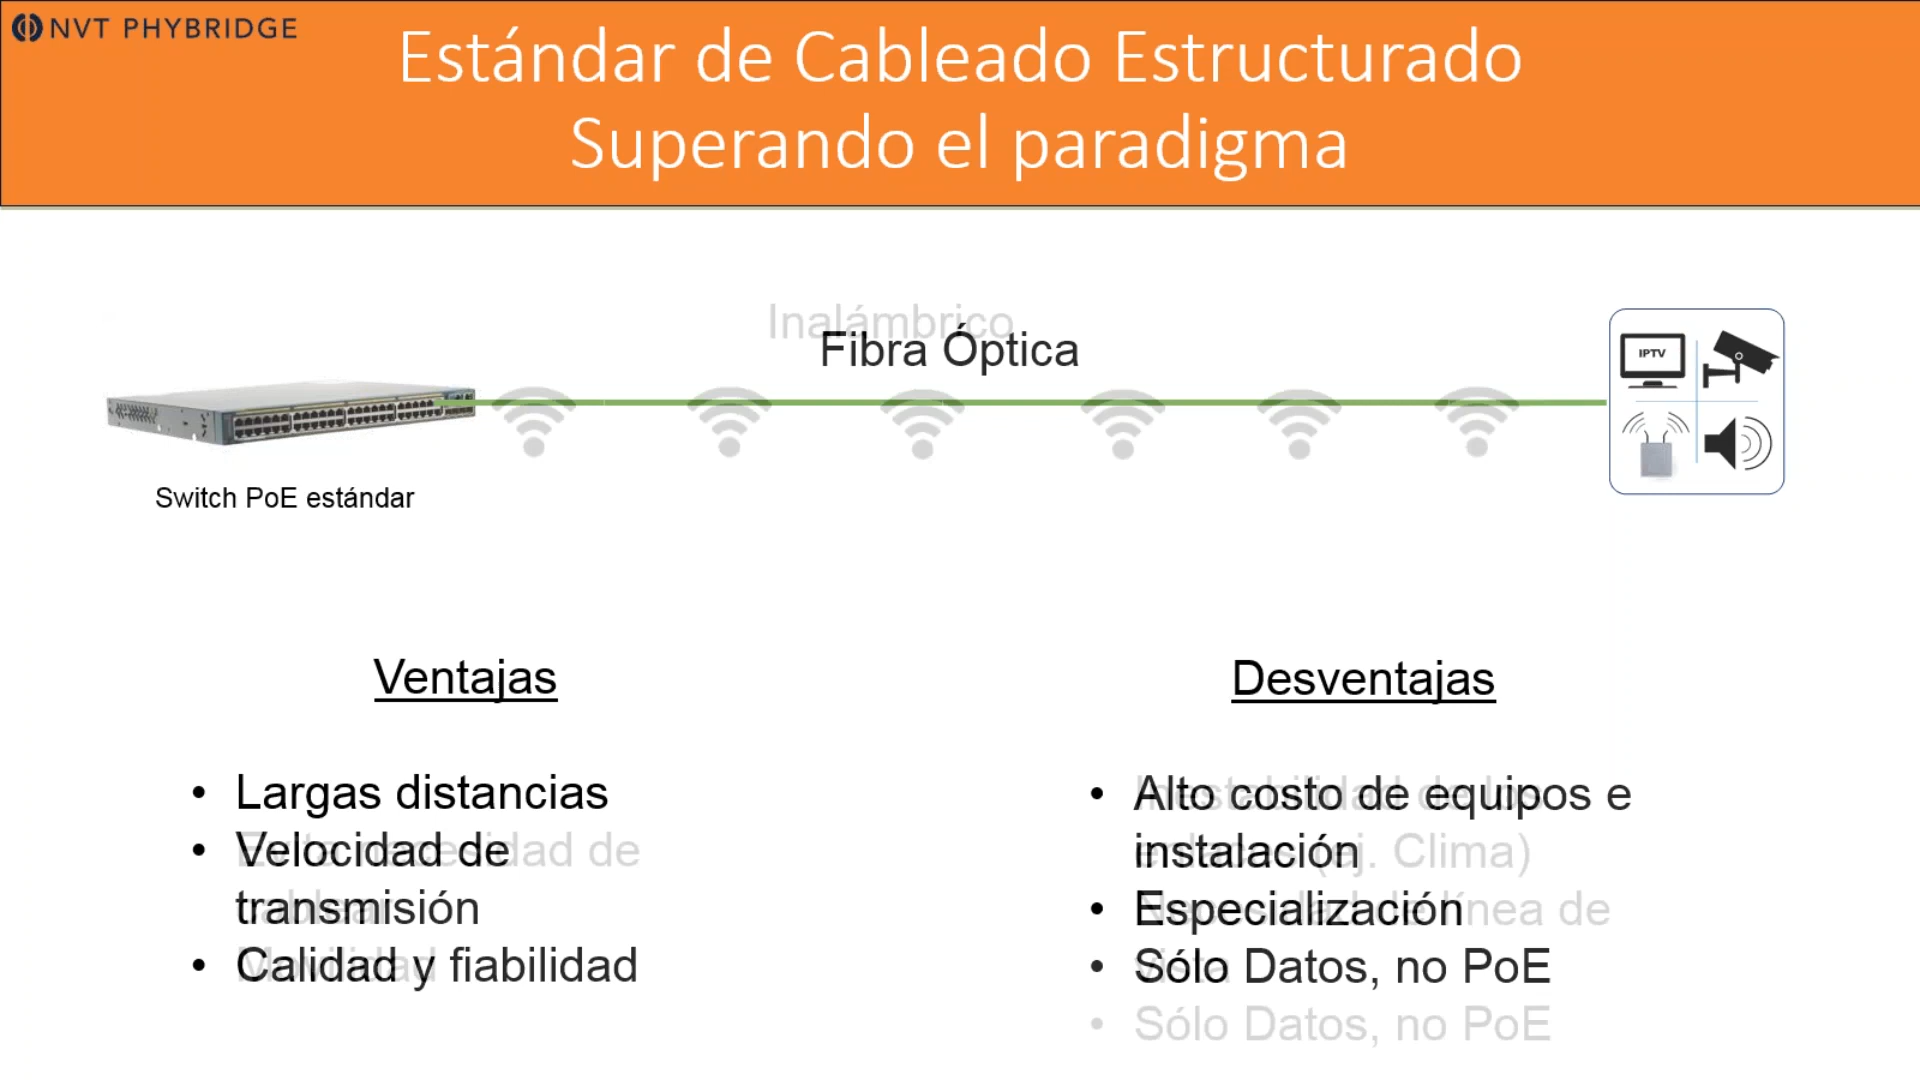 NVT PHYBRIDGE
Estándar de Cableado Estructurado
Superando el paradigma
Inalámbrico
Fibra Óptica
IPTV
Switch PoE estándar
Ventajas
Desventajas
• Largas distancias
• Velocidad de
transmisión
• Calidad y fiabilidad
• Alto costo de equipos e
instalación
• Especialización
• Sólo Datos, no PoE
• Sólo Datos, no PoE